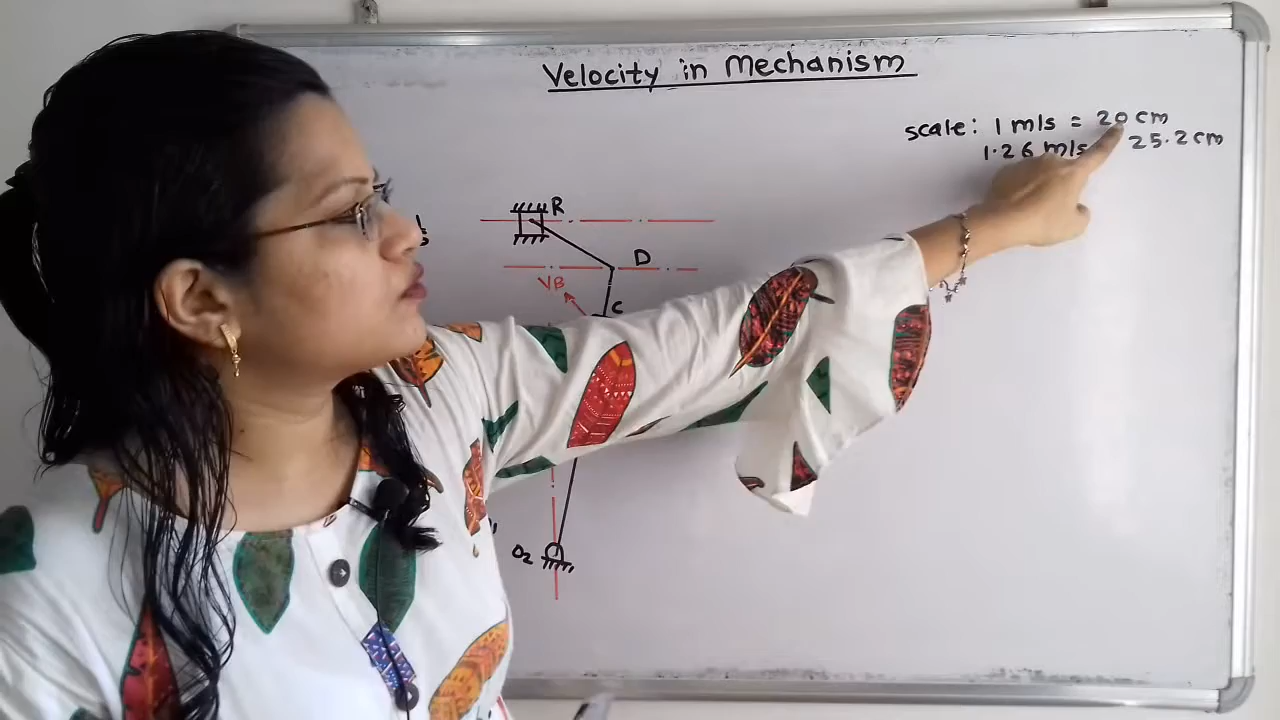 Velocity in Mechanism
scale: 1 m/s = 20 cm
1.26 m/s 25.2 cm
R
D
VB
C
O2